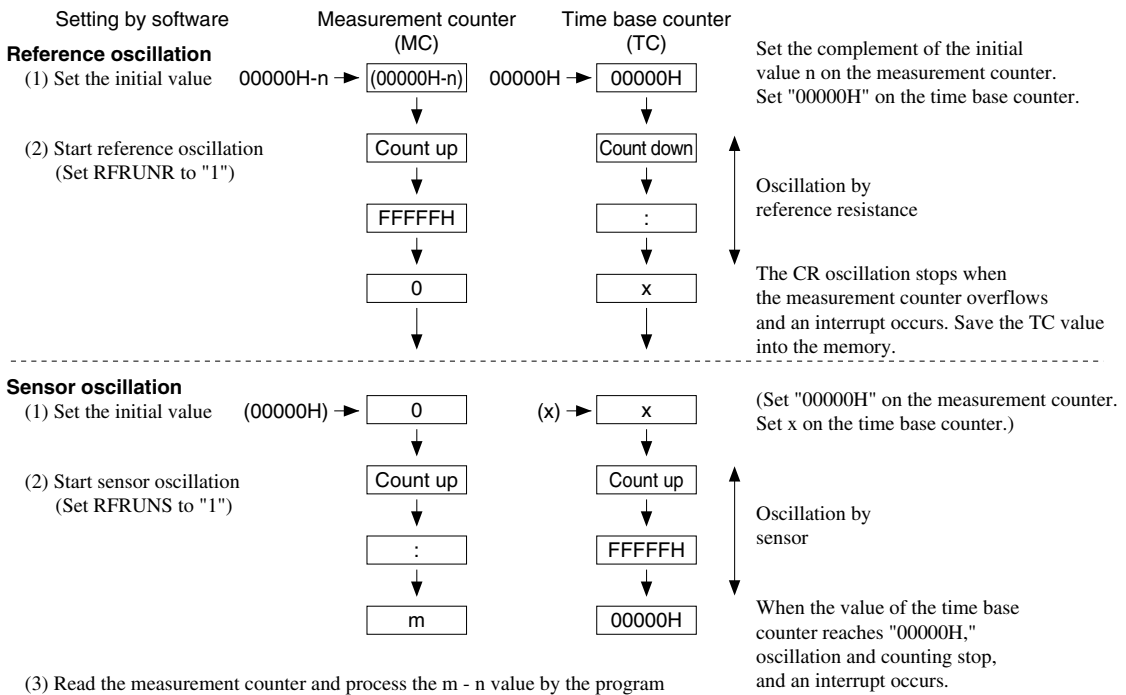 Setting by software
Measurement counter
(MC)
Time base counter
(TC)
Reference oscillation
(1) Set the initial value
00000H-n
(00000H-n)
00000H
00000H
Set the complement of the initial
value n on the measurement counter.
Set "00000H" on the time base counter.
(2) Start reference oscillation
(Set RFRUNR to "1")
Count up
Count down
FFFFFH
:
Oscillation by
reference resistance
0
x
The CR oscillation stops when
the measurement counter overflows
and an interrupt occurs. Save the TC value
into the memory.
Sensor oscillation
(1) Set the initial value
(00000H)
0
(x)
x
(Set "00000H" on the measurement counter.
Set x on the time base counter.)
(2) Start sensor oscillation
(Set RFRUNS to "1")
Count up
Count up
:
FFFFFH
Oscillation by
sensor
m
00000H
When the value of the time base
counter reaches "00000H,"
oscillation and counting stop,
and an interrupt occurs.
(3) Read the measurement counter and process the m - n value by the program